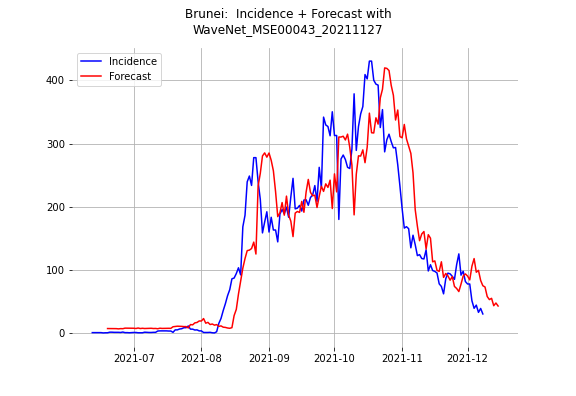 Brunei:  Incidence + Forecast with
WaveNet_MSE00043_20211127
Incidence
Forecast
400
300
200
100
0
2021-07 2021-08 2021-09 2021-10 2021-11 2021-12